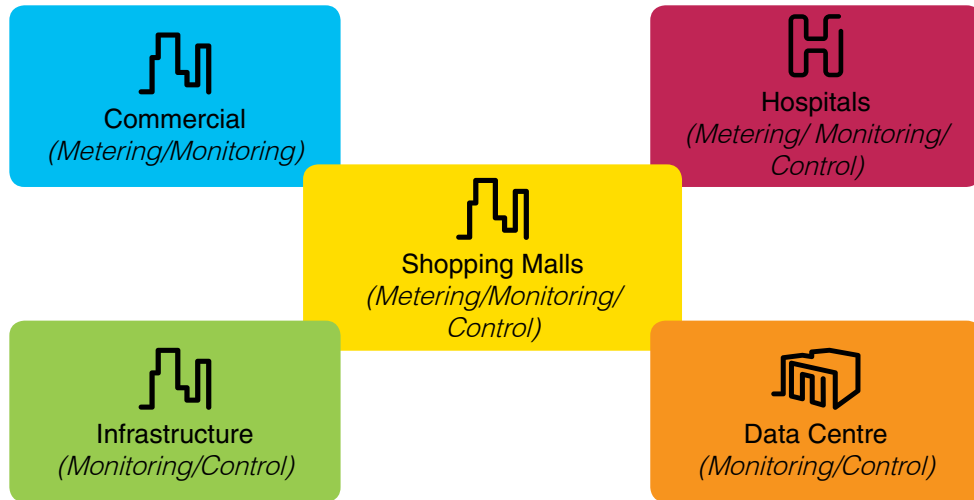 Commercial
(Metering/Monitoring)
Hospitals
(Metering/ Monitoring/
Control)
Shopping Malls
(Metering/Monitoring/
Control)
Infrastructure
(Monitoring/Control)
Data Centre
(Monitoring/Control)